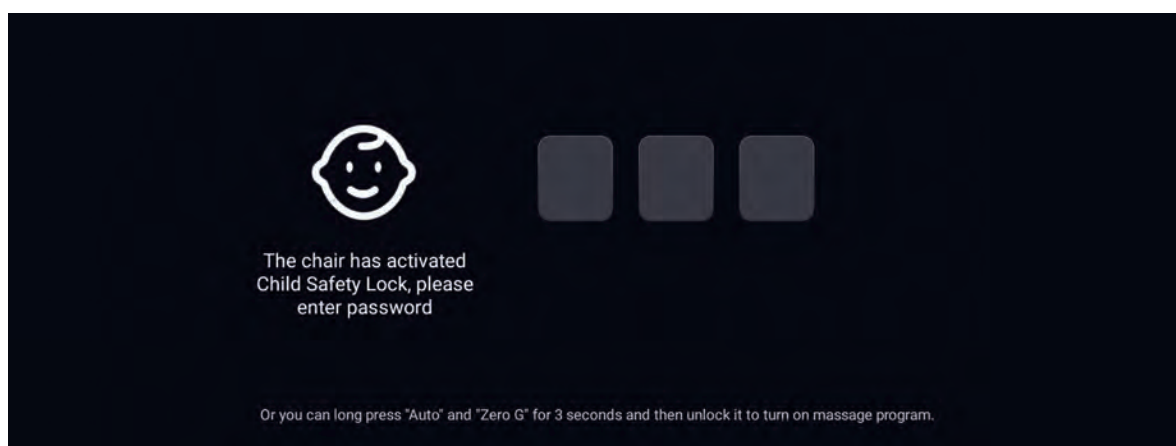 The chair has activated
Child Safety Lock, please
enter password
Or you can long press "Auto" and "Zero G" for 3 seconds and then unlock it to turn on massage program.